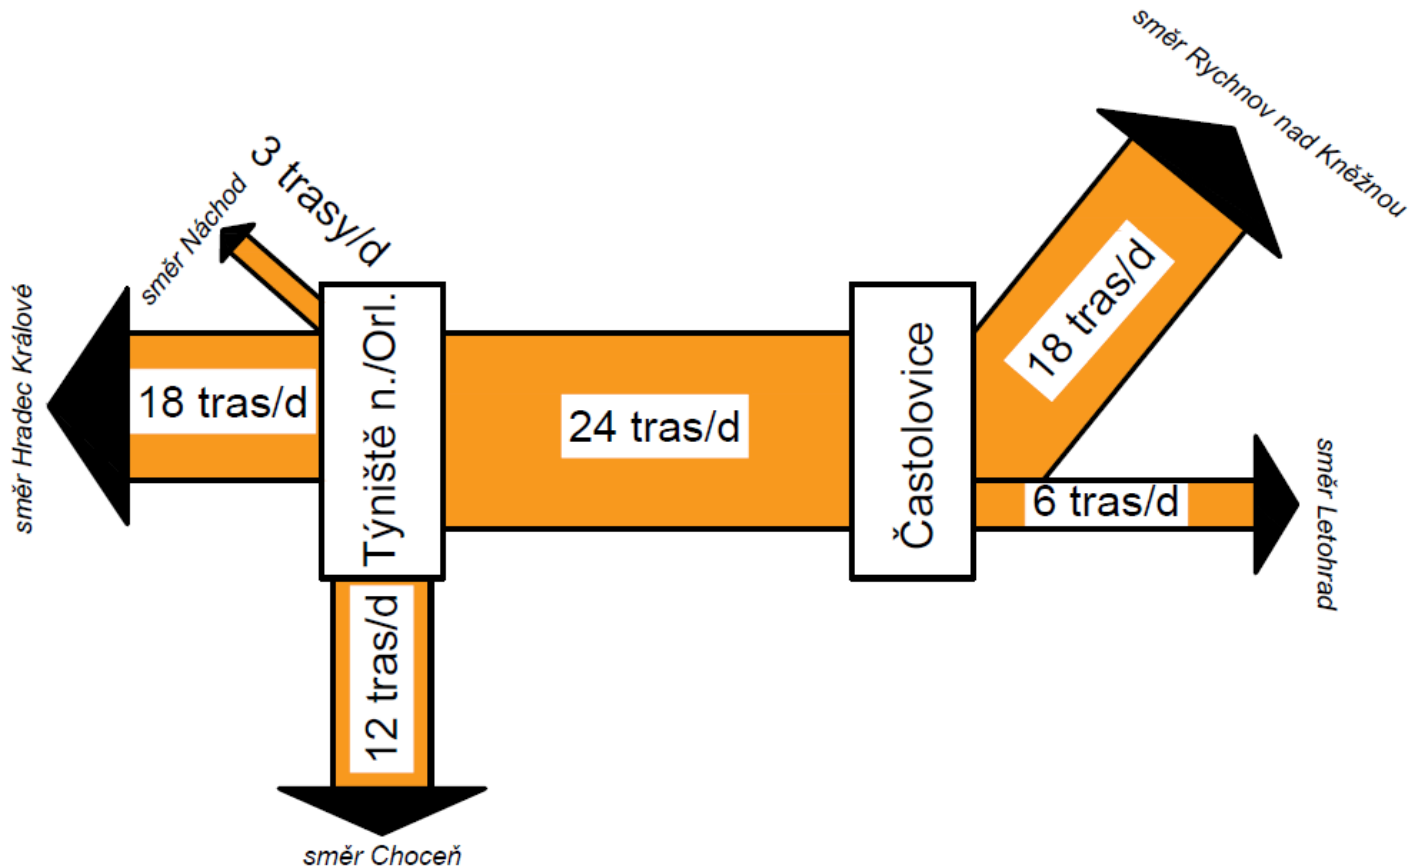 směr Rychnov nad Kněžnou
3 trasy/d
směr Náchod
směr Hradec Králové
18 tras/d
Týniště n./Orl.
24 tras/d
Častolovice
18 tras/d
6 tras/d
směr Letohrad
12 tras/d
směr Choceň